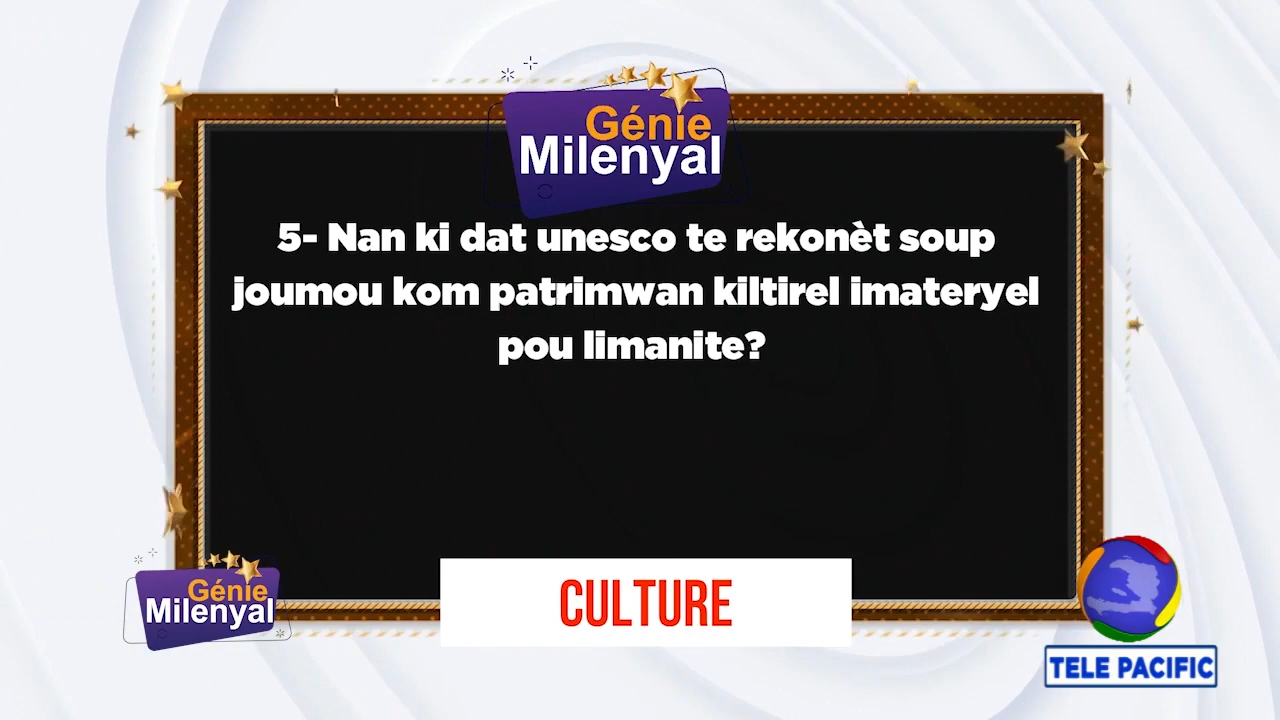 Génie
Milenyal
5- Nan ki dat unesco te rekonèt soup
joumou kom patrimwan kiltirel imateryel
pou limanite?
Génie
Milenyal
CULTURE
TELE PACIFIC